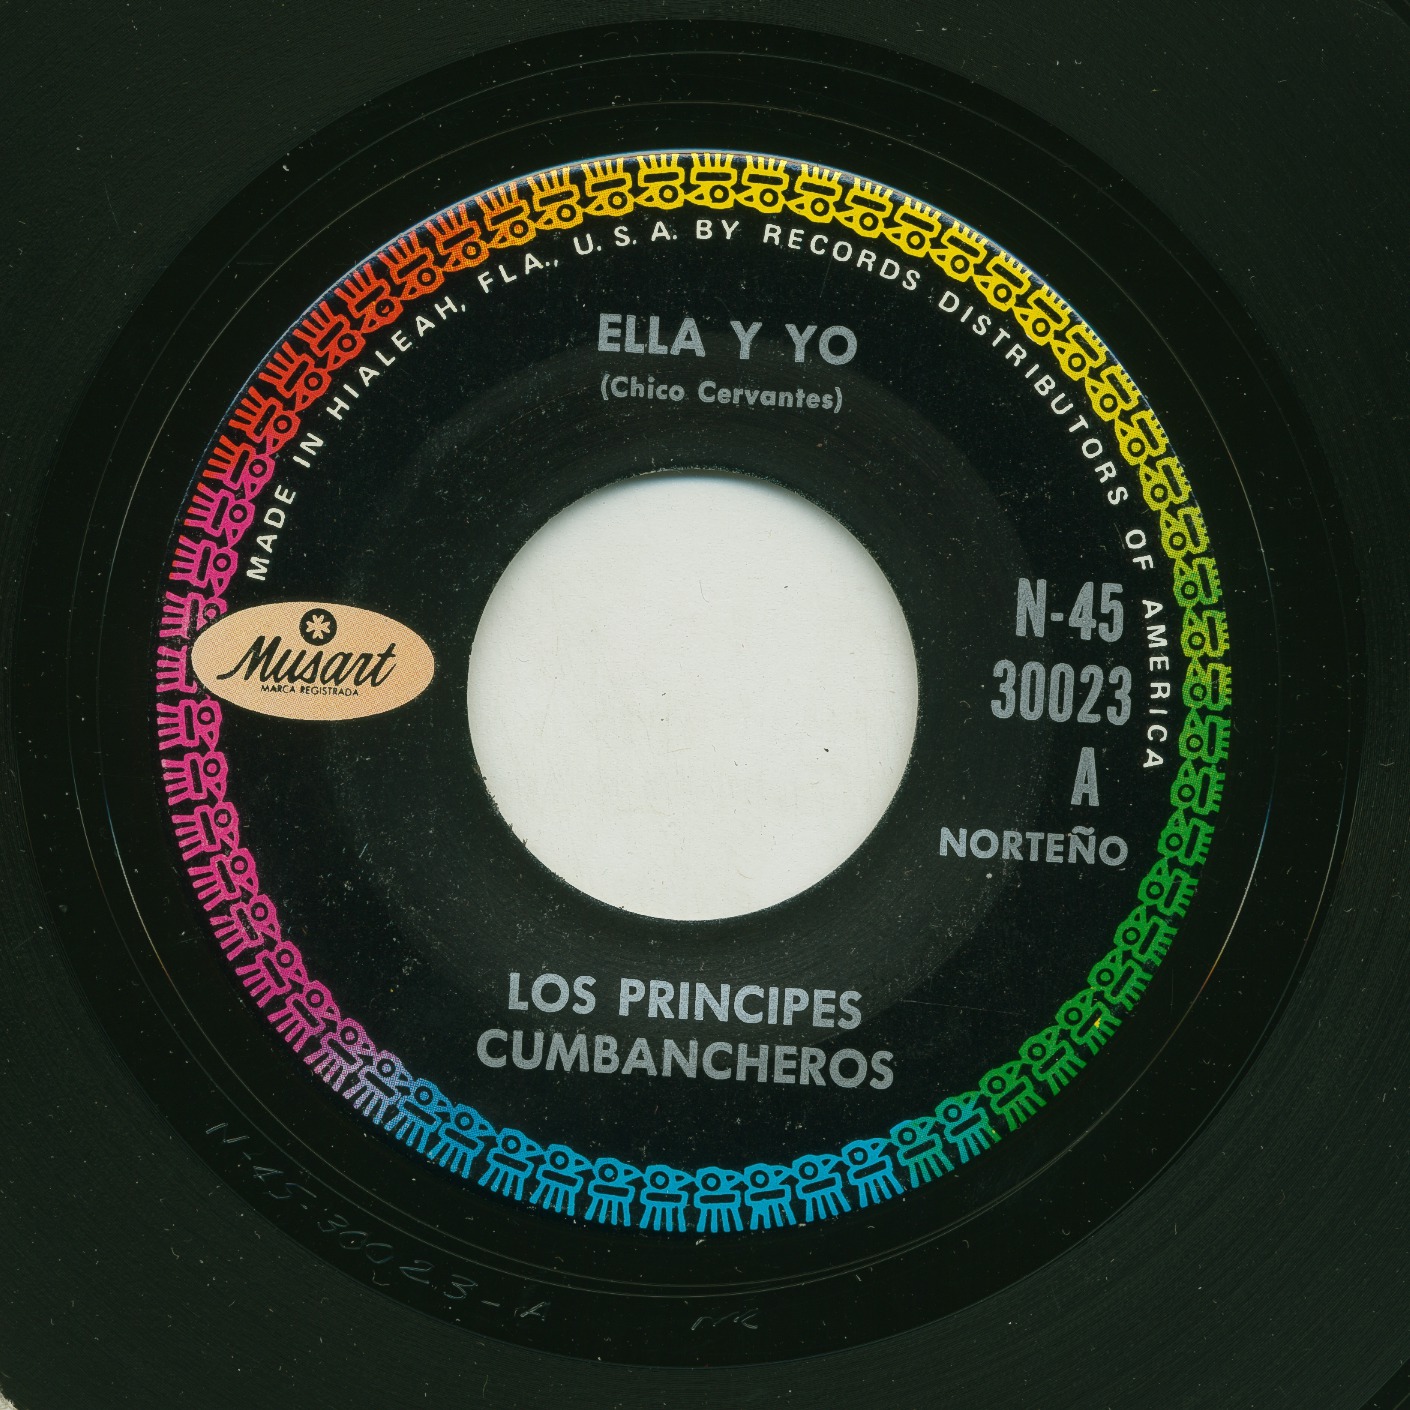 MADE IN HIALEAH, FLA., U. S. A. BY RECORDS DISTRIBUTORS OF AMERICA
ELLA Y YO
(Chico Cervantes)
Musart
MARCA REGISTRADA
N-45
30023
A
NORTEÑO
LOS PRINCIPES
CUMBANCHEROS
N-45-30023-A